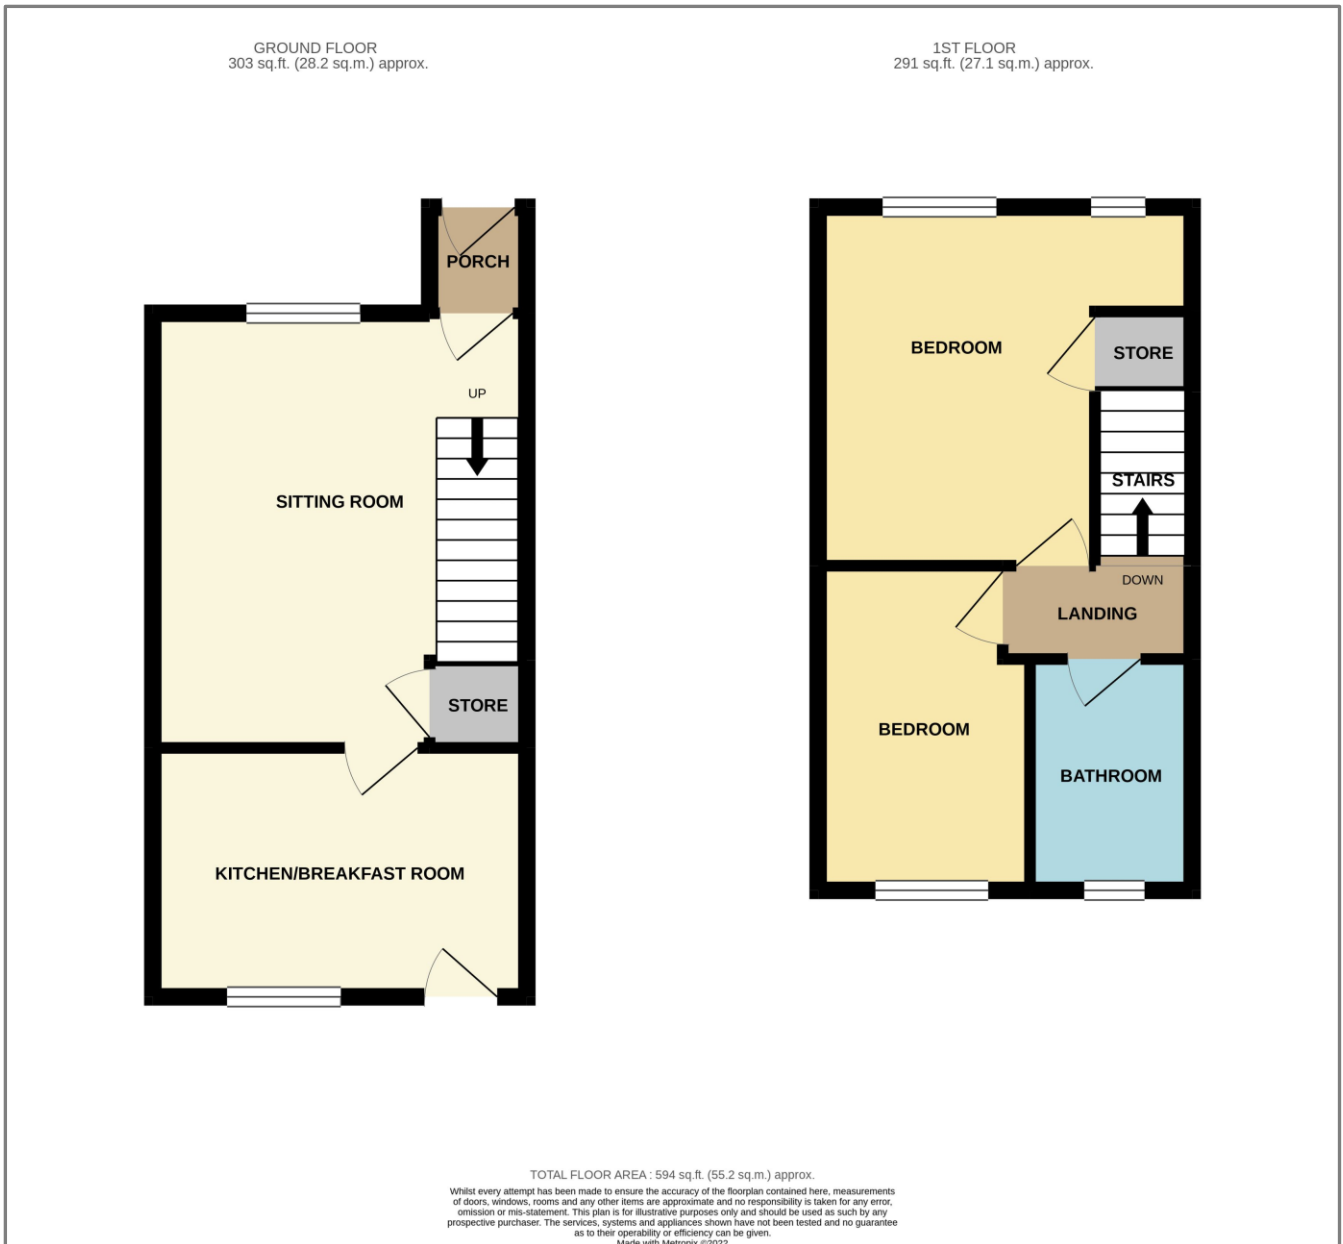 GROUND FLOOR
303 sq.ft. (28.2 sq.m.) approx.
1ST FLOOR
291 sq.ft. (27.1 sq.m.) approx.
PORCH
UP
SITTING ROOM
STORE
KITCHEN/BREAKFAST ROOM
BEDROOM
STORE
STAIRS
DOWN
LANDING
BEDROOM
BATHROOM
TOTAL FLOOR AREA : 594 sq.ft. (55.2 sq.m.) approx.
Whilst every attempt has been made to ensure the accuracy of the floorplan contained here, measurements
of doors, windows, rooms and any other items are approximate and no responsibility is taken for any error,
omission or mis-statement. This plan is for illustrative purposes only and should be used as such by any
prospective purchaser. The services, systems and appliances shown have not been tested and no guarantee
as to their operability or efficiency can be given.
Made with Metropix ©2022